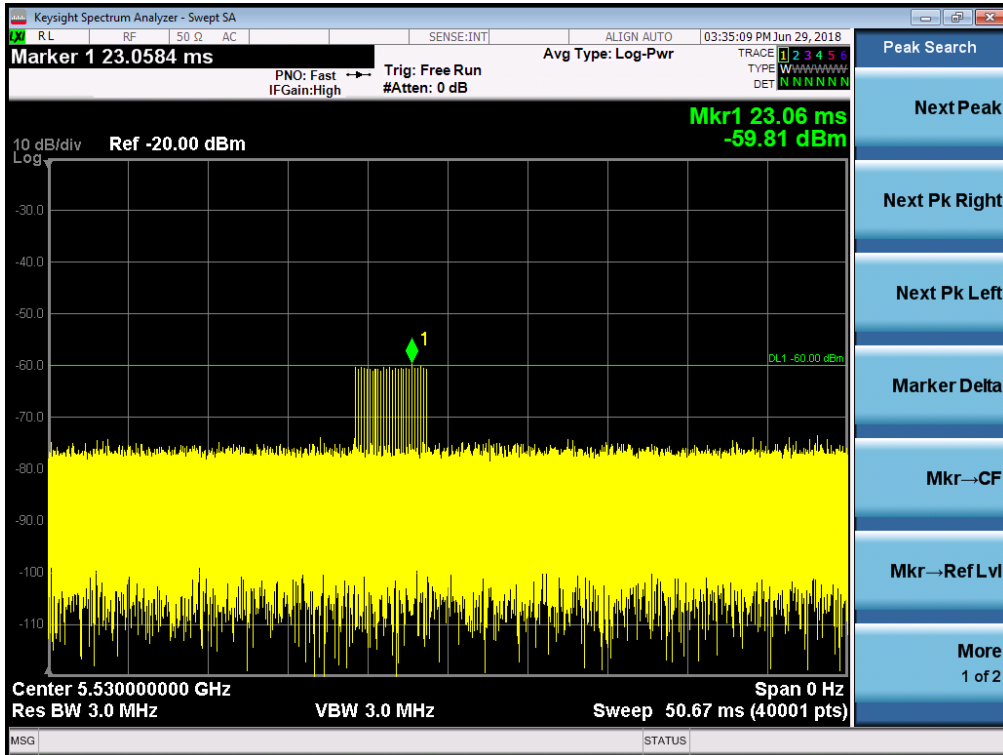 Keysight Spectrum Analyzer - Swept SA
LXI RL RF 50 Ω AC SENSE:INT ALIGN AUTO 03:35:09 PM Jun 29, 2018
Marker 1 23.0584 ms
PNO: Fast
IFGain:High
Trig: Free Run
#Atten: 0 dB
Avg Type: Log-Pwr
TRACE 1 2 3 4 5 6
TYPE W W W W W W
DET N N N N N N
Mkr1 23.06 ms
-59.81 dBm
10 dB/div Ref -20.00 dBm
Log
-30.0
-40.0
-50.0
1
DL1 -60.00 dBm
-60.0
-70.0
-80.0
-90.0
-100
-110
Center 5.530000000 GHz Span 0 Hz
Res BW 3.0 MHz VBW 3.0 MHz Sweep 50.67 ms (40001 pts)
MSG STATUS
Peak Search
Next Peak
Next Pk Right
Next Pk Left
Marker Delta
Mkr→CF
Mkr→Ref Lvl
More
1 of 2